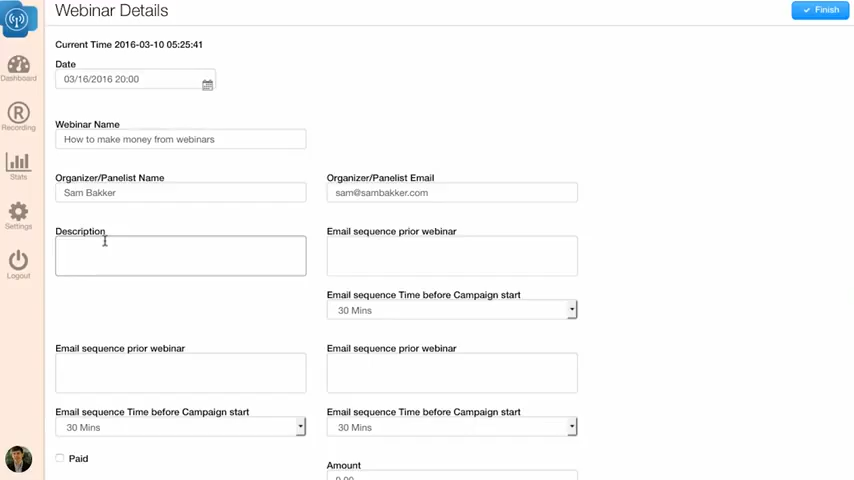 Webinar Details
Finish
Current Time 2016-03-10 05:25:41
Date
03/16/2016 20:00
Dashboard
Recording
Stats
Settings
Logout
Webinar Name
How to make money from webinars
Organizer/Panelist Name
Organizer/Panelist Email
Sam Bakker
sam@sambakker.com
Description
Email sequence prior webinar
Email sequence Time before Campaign start
30 Mins
Email sequence prior webinar
Email sequence prior webinar
Email sequence Time before Campaign start
Email sequence Time before Campaign start
30 Mins
30 Mins
Paid
Amount
0.00